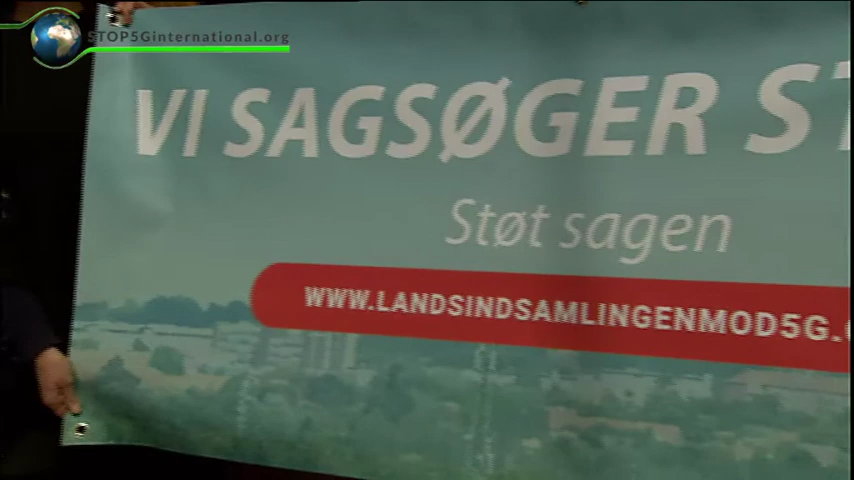 STOP5Ginternational.org
VI SAGSØGER
Støt sagen
WWW.LANDSINDSAMLINGENMOD5G.